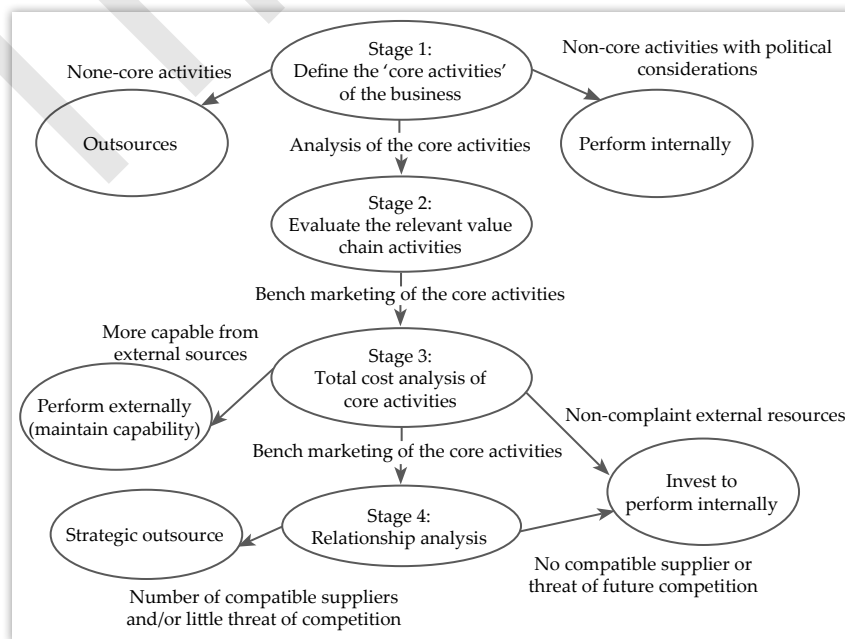 Stage 1:
Define the ‘core activities’
of the business
None-core activities
Non-core activities with political
considerations
Outsources
Perform internally
Analysis of the core activities
Stage 2:
Evaluate the relevant value
chain activities
Bench marketing of the core activities
More capable from
external sources
Stage 3:
Total cost analysis of
core activities
Perform externally
(maintain capability)
Non-complaint external resources
Bench marketing of the core activities
Invest to
perform internally
Stage 4:
Relationship analysis
Strategic outsource
No compatible supplier or
threat of future competition
Number of compatible suppliers
and/or little threat of competition